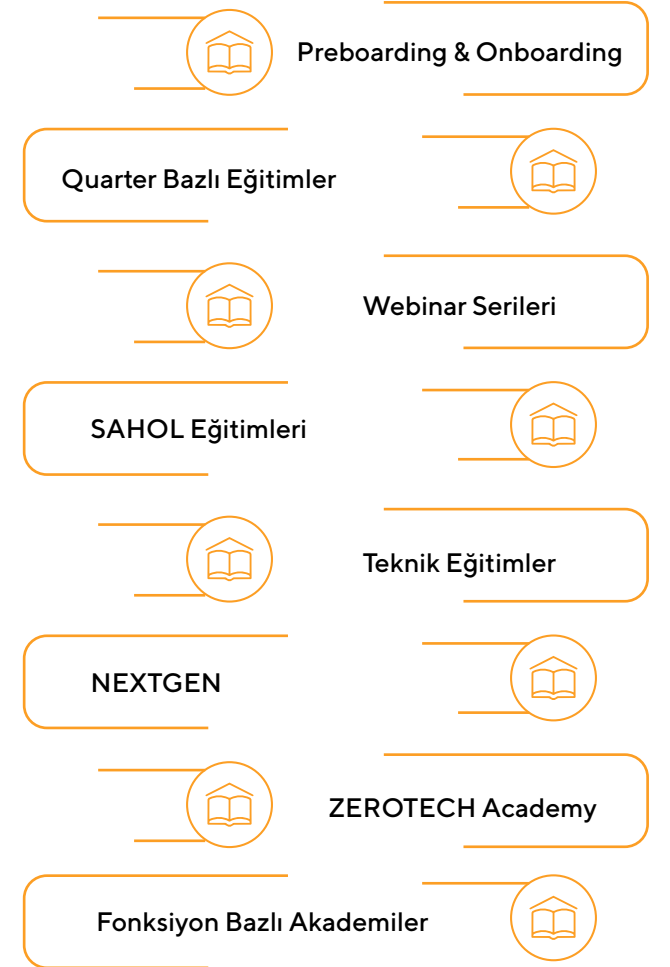 Preboarding & Onboarding
Quarter Bazlı Eğitimler
Webinar Serileri
SAHOL Eğitimleri
Teknik Eğitimler
NEXTGEN
ZEROTECH Academy
Fonksiyon Bazlı Akademiler